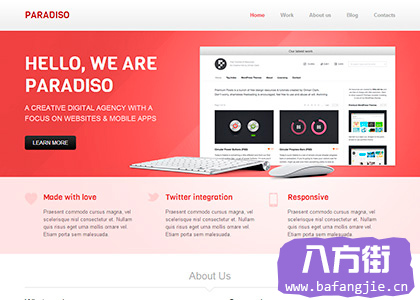 PARADISO
Home Work About us Blog Contacts
HELLO, WE ARE
PARADISO
A CREATIVE DIGITAL AGENCY WITH A
FOCUS ON WEBSITES & MOBILE APPS
LEARN MORE
Our latest work
Made with love
Praesent commodo cursus magna, vel
scelerisque nisl consectetur et. Nullam
quis risus eget urna mollis ornare vel
Etiam porta sem malesuada.
Twitter integration
Praesent commodo cursus magna, vel
scelerisque nisl consectetur et. Nullam
quis risus eget urna mollis ornare vel
Etiam porta sem malesuada.
Responsive
Praesent commodo cursus magna, vel
scelerisque nisl consectetur et. Nullam
quis risus eget urna mollis ornare vel
Etiam porta sem
About Us
八方街
www.bafangjie.cn